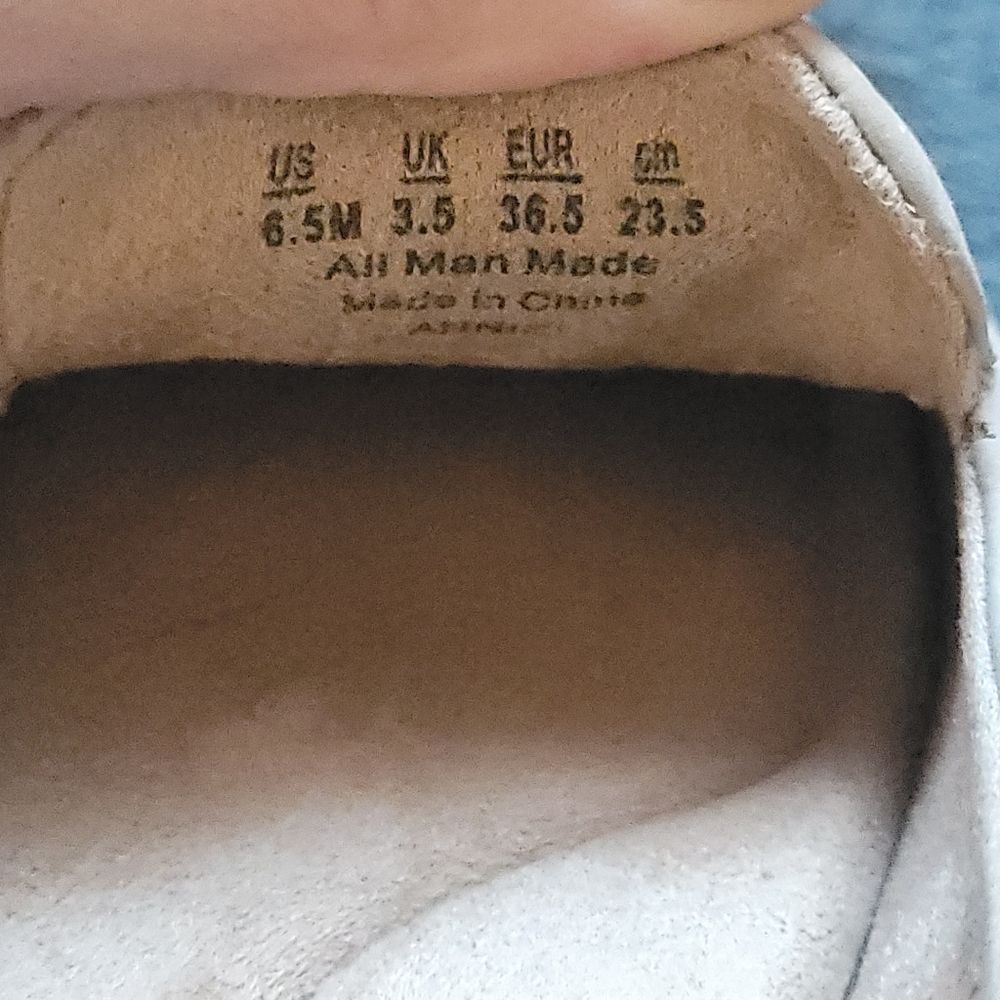 US UK EUR cm
6.5M 3.5 36.5 23.5
All Man Made
Made in China